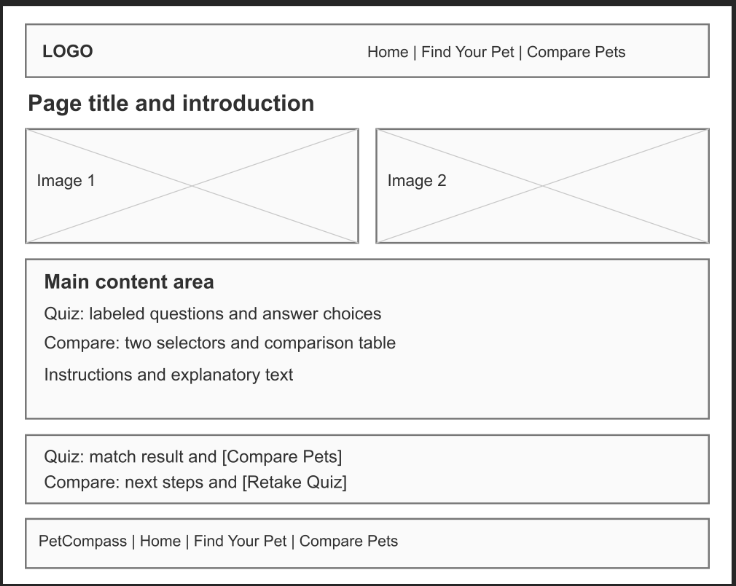 LOGO
Home | Find Your Pet | Compare Pets
Page title and introduction
Image 1
Image 2
Main content area
Quiz: labeled questions and answer choices
Compare: two selectors and comparison table
Instructions and explanatory text
Quiz: match result and [Compare Pets]
Compare: next steps and [Retake Quiz]
PetCompass | Home | Find Your Pet | Compare Pets